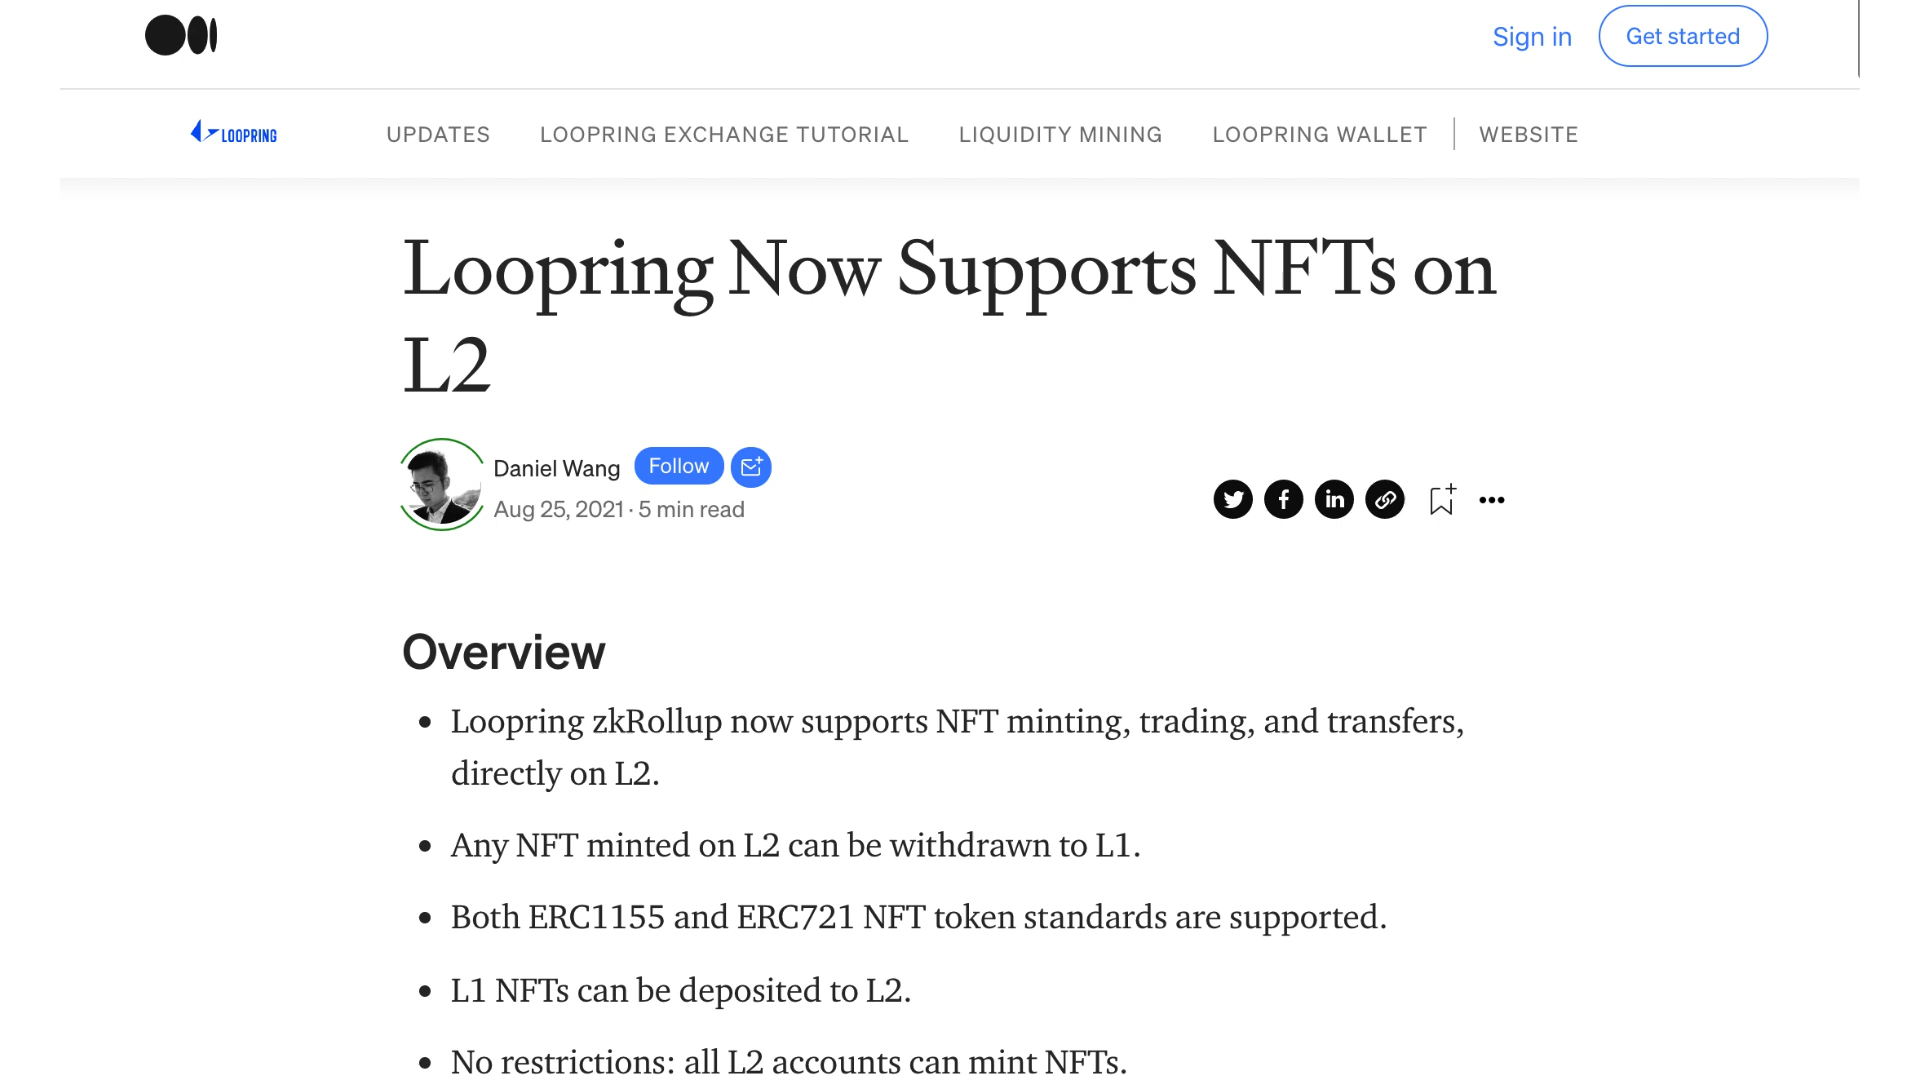 Sign in
Get started
LOOPRING
UPDATES
LOOPRING EXCHANGE TUTORIAL
LIQUIDITY MINING
LOOPRING WALLET
WEBSITE
Loopring Now Supports NFTs on
L2
Daniel Wang
Follow
Aug 25, 2021 · 5 min read
Overview
• Loopring zkRollup now supports NFT minting, trading, and transfers,
directly on L2.
• Any NFT minted on L2 can be withdrawn to L1.
• Both ERC1155 and ERC721 NFT token standards are supported.
• L1 NFTs can be deposited to L2.
• No restrictions: all L2 accounts can mint NFTs.